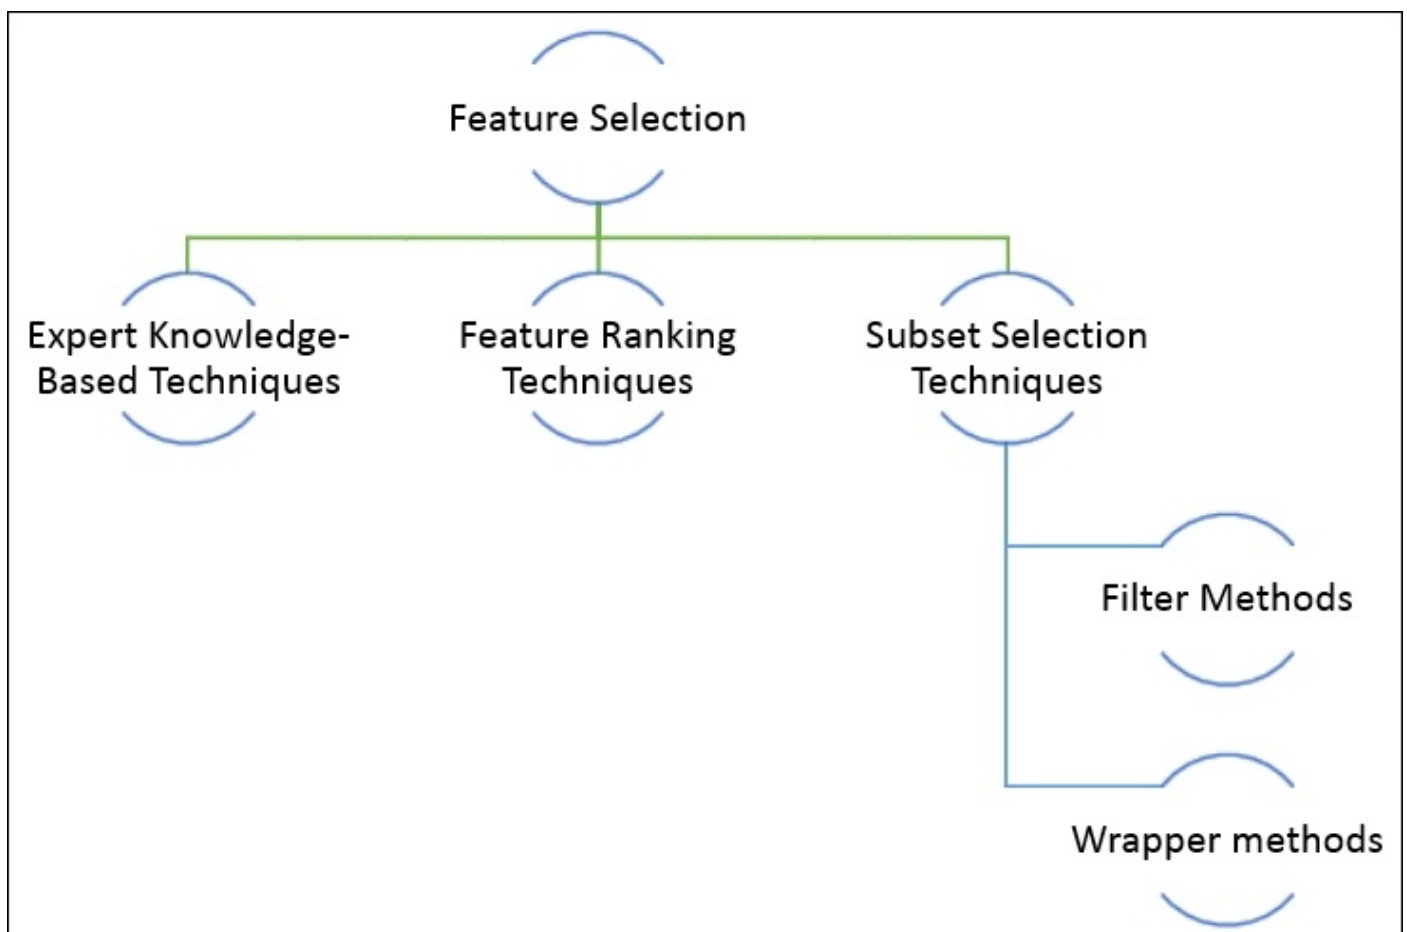 Feature Selection
Expert Knowledge-
Based Techniques
Feature Ranking
Techniques
Subset Selection
Techniques
Filter Methods
Wrapper methods